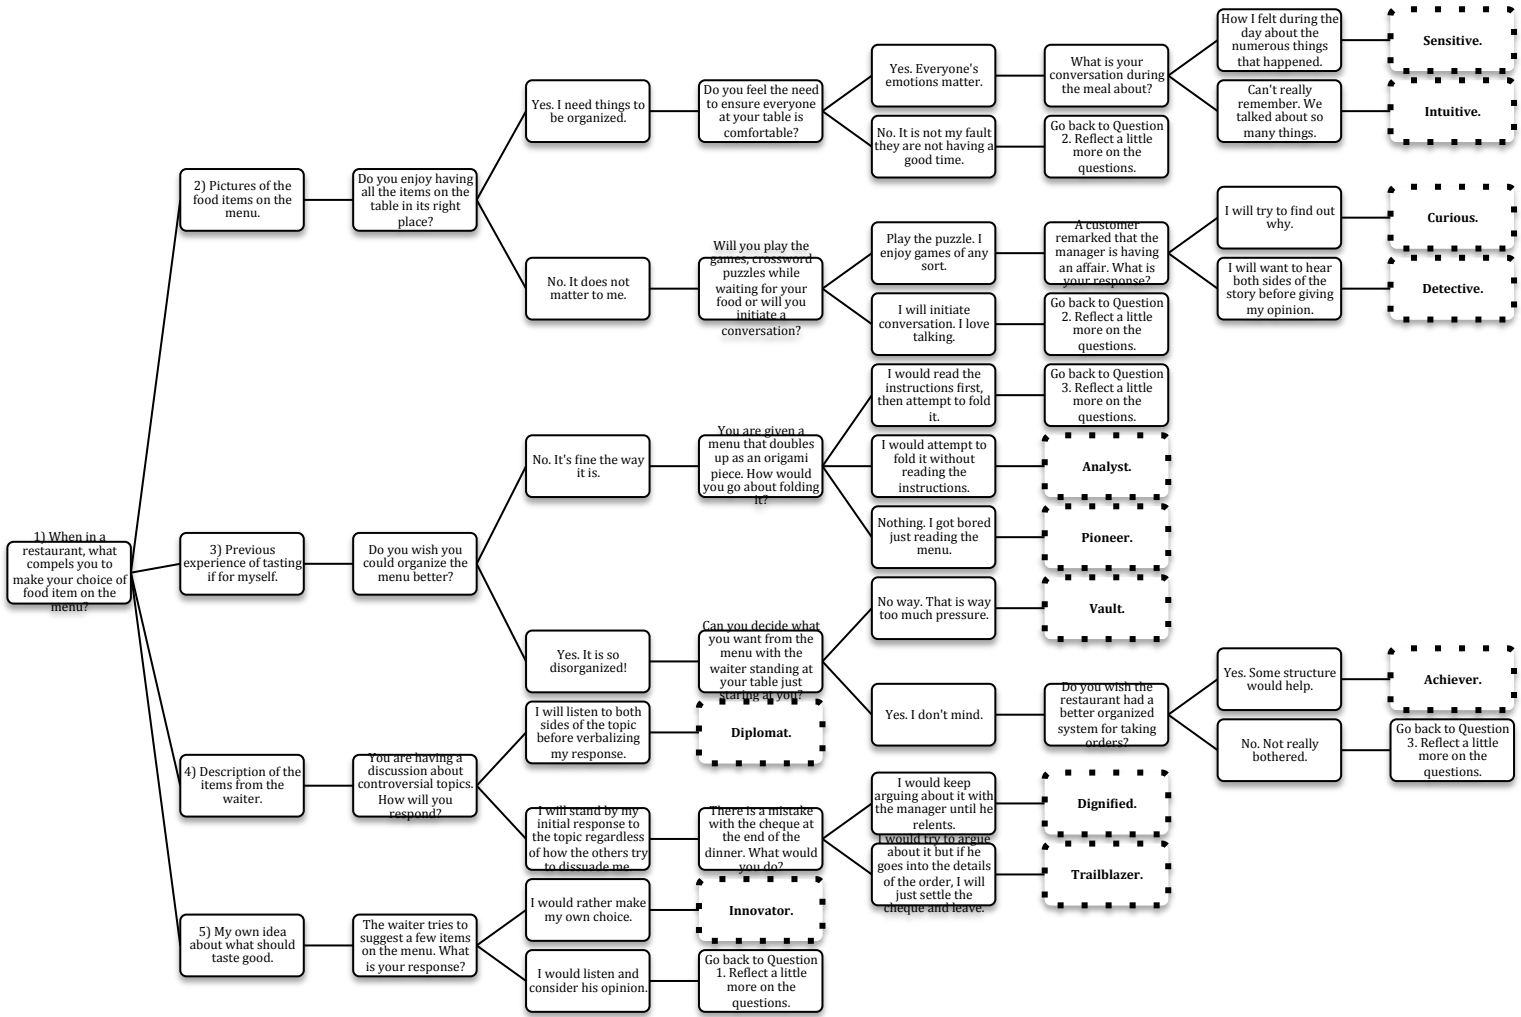 1) When in a
restaurant, what
compels you to
make your choice of
food item on the
menu?
2) Pictures of the
food items on the
menu.
Do you enjoy having
all the items on the
table in its right
place?
Yes. I need things to
be organized.
Do you feel the need
to ensure everyone
at your table is
comfortable?
Yes. Everyone's
emotions matter.
What is your
conversation during
the meal about?
How I felt during the
day about the
numerous things
that happened.
Sensitive.
Can't really
remember. We
talked about so
many things.
Intuitive.
No. It is not my fault
they are not having a
good time.
Go back to Question
2. Reflect a little
more on the
questions.
No. It does not
matter to me.
Will you play the
games, crossword
puzzles while
waiting for your
food or will you
initiate a
conversation?
Play the puzzle. I
enjoy games of any
sort.
A customer
remarked that the
manager is having
an affair. What is
your response?
I will try to find out
why.
Curious.
I will want to hear
both sides of the
story before giving
my opinion.
Detective.
I will initiate
conversation. I love
talking.
Go back to Question
2. Reflect a little
more on the
questions.
3) Previous
experience of tasting
if for myself.
Do you wish you
could organize the
menu better?
No. It's fine the way
it is.
You are given a
menu that doubles
up as an origami
piece. How would
you go about folding
it?
I would read the
instructions first,
then attempt to fold
it.
Go back to Question
3. Reflect a little
more on the
questions.
I would attempt to
fold it without
reading the
instructions.
Analyst.
Nothing. I got bored
just reading the
menu.
Pioneer.
Yes. It is so
disorganized!
Can you decide what
you want from the
menu with the
waiter standing at
your table just
staring at you?
No way. That is way
too much pressure.
Vault.
Yes. I don't mind.
Do you wish the
restaurant had a
better organized
system for taking
orders?
Yes. Some structure
would help.
Achiever.
No. Not really
bothered.
Go back to Question
3. Reflect a little
more on the
questions.
4) Description of the
items from the
waiter.
You are having a
discussion about
controversial topics.
How will you
respond?
I will listen to both
sides of the topic
before verbalizing
my response.
Diplomat.
I will stand by my
initial response to
the topic regardless
of how the others try
to dissuade me.
There is a mistake
with the cheque at
the end of the
dinner. What would
you do?
I would keep
arguing about it with
the manager until he
relents.
Dignified.
I would try to argue
about it but if he
goes into the details
of the order, I will
just settle the
cheque and leave.
Trailblazer.
5) My own idea
about what should
taste good.
The waiter tries to
suggest a few items
on the menu. What
is your response?
I would rather make
my own choice.
Innovator.
I would listen and
consider his opinion.
Go back to Question
1. Reflect a little
more on the
questions.